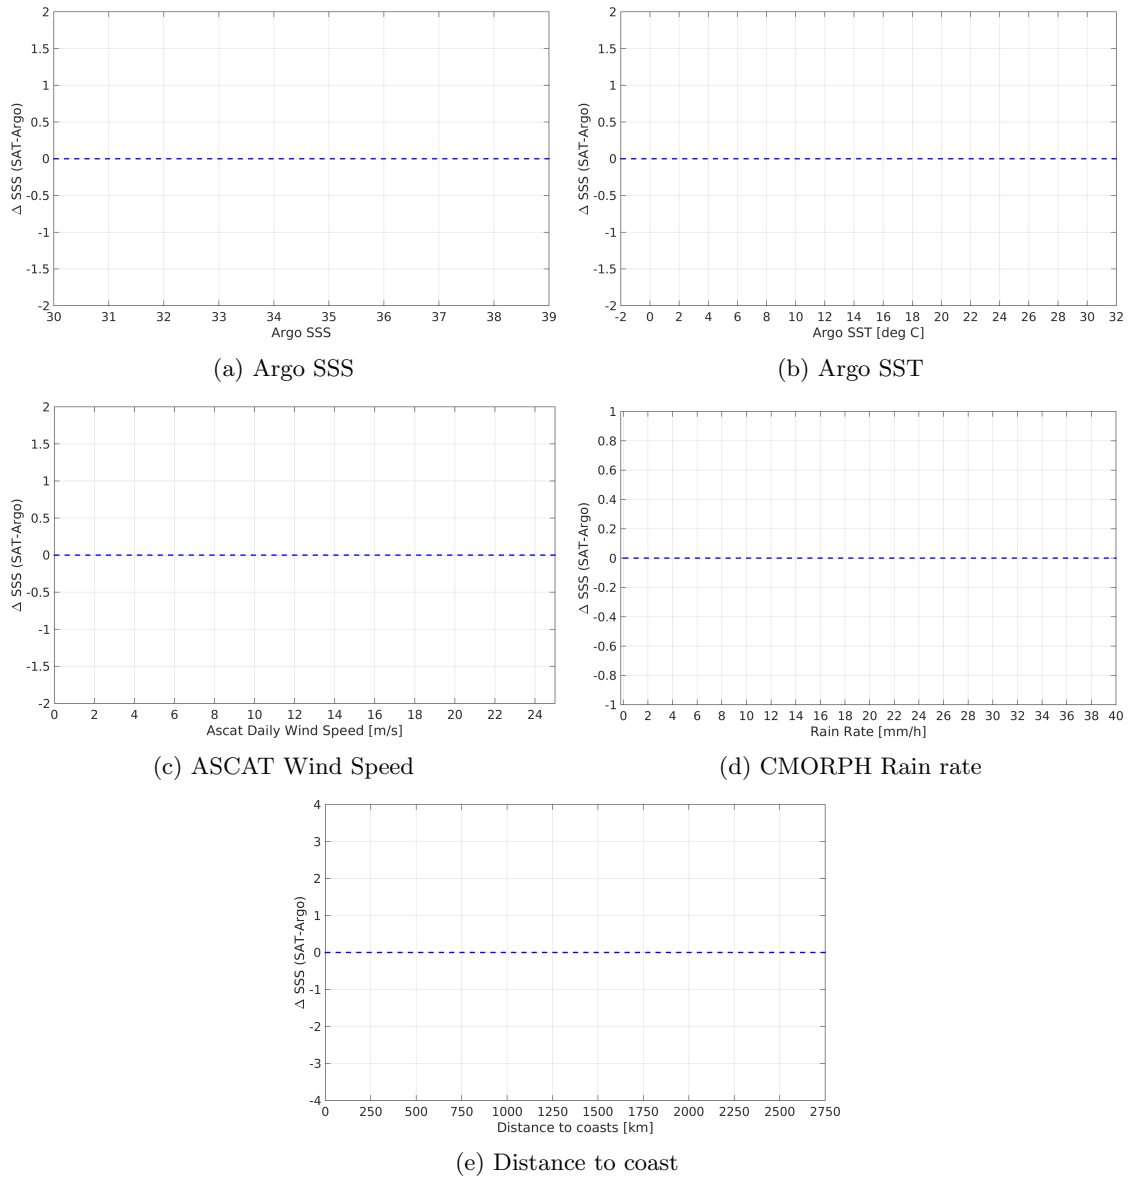 2
1.5
1
0.5
0
-0.5
-1
-1.5
-2
30 31 32 33 34 35 36 37 38 39
Argo SSS
Δ SSS (SAT-Argo)
(a) Argo SSS
2
1.5
1
0.5
0
-0.5
-1
-1.5
-2
-2 0 2 4 6 8 10 12 14 16 18 20 22 24 26 28 30 32
Argo SST [deg C]
Δ SSS (SAT-Argo)
(b) Argo SST
2
1.5
1
0.5
0
-0.5
-1
-1.5
-2
0 2 4 6 8 10 12 14 16 18 20 22 24
Ascat Daily Wind Speed [m/s]
Δ SSS (SAT-Argo)
(c) ASCAT Wind Speed
1
0.8
0.6
0.4
0.2
0
-0.2
-0.4
-0.6
-0.8
-1
0 2 4 6 8 10 12 14 16 18 20 22 24 26 28 30 32 34 36 38 40
Rain Rate [mm/h]
Δ SSS (SAT-Argo)
(d) CMORPH Rain rate
4
3
2
1
0
-1
-2
-3
-4
0 250 500 750 1000 1250 1500 1750 2000 2250 2500 2750
Distance to coasts [km]
Δ SSS (SAT-Argo)
(e) Distance to coast